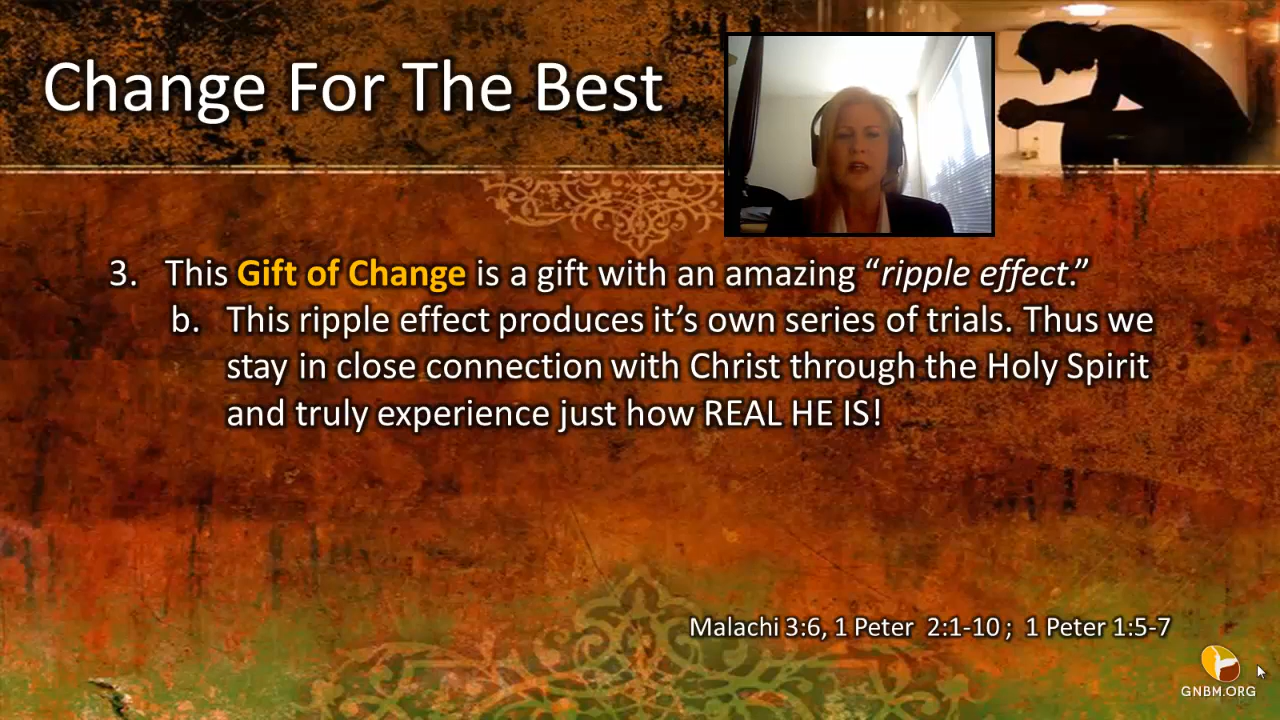 Change For The Best
3. This Gift of Change is a gift with an amazing “ripple effect.”
b. This ripple effect produces it’s own series of trials. Thus we
stay in close connection with Christ through the Holy Spirit
and truly experience just how REAL HE IS!
Malachi 3:6, 1 Peter 2:1-10 ; 1 Peter 1:5-7
GNBM.ORG